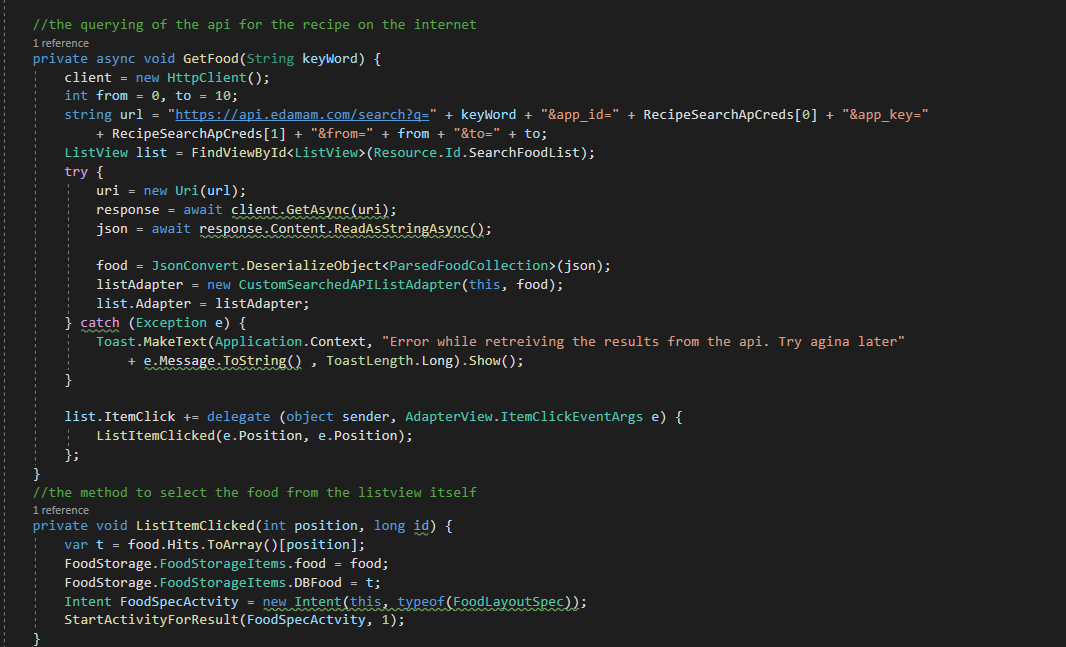 //the querying of the api for the recipe on the internet
1 reference
private async void GetFood(String keyWord) {
client = new HttpClient();
int from = 0, to = 10;
string url = "https://api.edamam.com/search?q=" + keyWord + "&app_id=" + RecipeSearchApCreds[0] + "&app_key="
+ RecipeSearchApCreds[1] + "&from=" + from + "&to=" + to;
ListView list = FindViewById<ListView>(Resource.Id.SearchFoodList);
try {
uri = new Uri(url);
response = await client.GetAsync(uri);
json = await response.Content.ReadAsStringAsync();
food = JsonConvert.DeserializeObject<ParsedFoodCollection>(json);
listAdapter = new CustomSearchedAPIListAdapter(this, food);
list.Adapter = listAdapter;
} catch (Exception e) {
Toast.MakeText(Application.Context, "Error while retreiving the results from the api. Try agina later"
+ e.Message.ToString() , ToastLength.Long).Show();
}
list.ItemClick += delegate (object sender, AdapterView.ItemClickEventArgs e) {
ListItemClicked(e.Position, e.Position);
};
}
//the method to select the food from the listview itself
1 reference
private void ListItemClicked(int position, long id) {
var t = food.Hits.ToArray()[position];
FoodStorage.FoodStorageItems.food = food;
FoodStorage.FoodStorageItems.DBFood = t;
Intent FoodSpecActvity = new Intent(this, typeof(FoodLayoutSpec));
StartActivityForResult(FoodSpecActvity, 1);
}